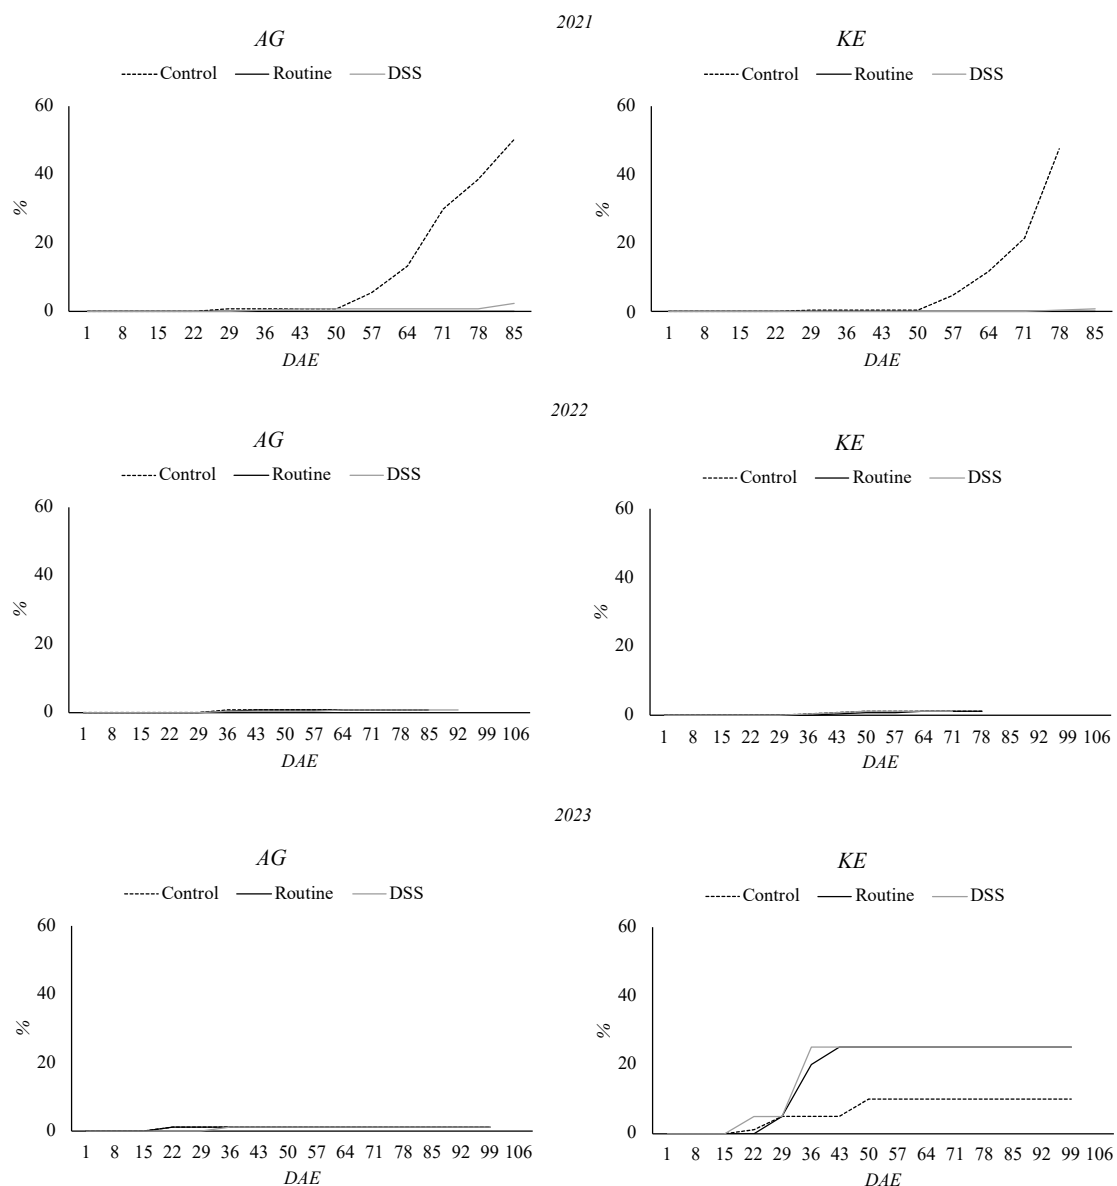 2021
AG
Control Routine DSS
60
40
20
0
%
1 8 15 22 29 36 43 50 57 64 71 78 85
DAE
KE
Control Routine DSS
60
40
20
0
%
1 8 15 22 29 36 43 50 57 64 71 78 85
DAE
2022
AG
Control Routine DSS
60
40
20
0
%
1 8 15 22 29 36 43 50 57 64 71 78 85 92 99 106
DAE
KE
Control Routine DSS
60
40
20
0
%
1 8 15 22 29 36 43 50 57 64 71 78 85 92 99 106
DAE
2023
AG
Control Routine DSS
60
40
20
0
%
1 8 15 22 29 36 43 50 57 64 71 78 85 92 99 106
DAE
KE
Control Routine DSS
60
40
20
0
%
1 8 15 22 29 36 43 50 57 64 71 78 85 92 99 106
DAE